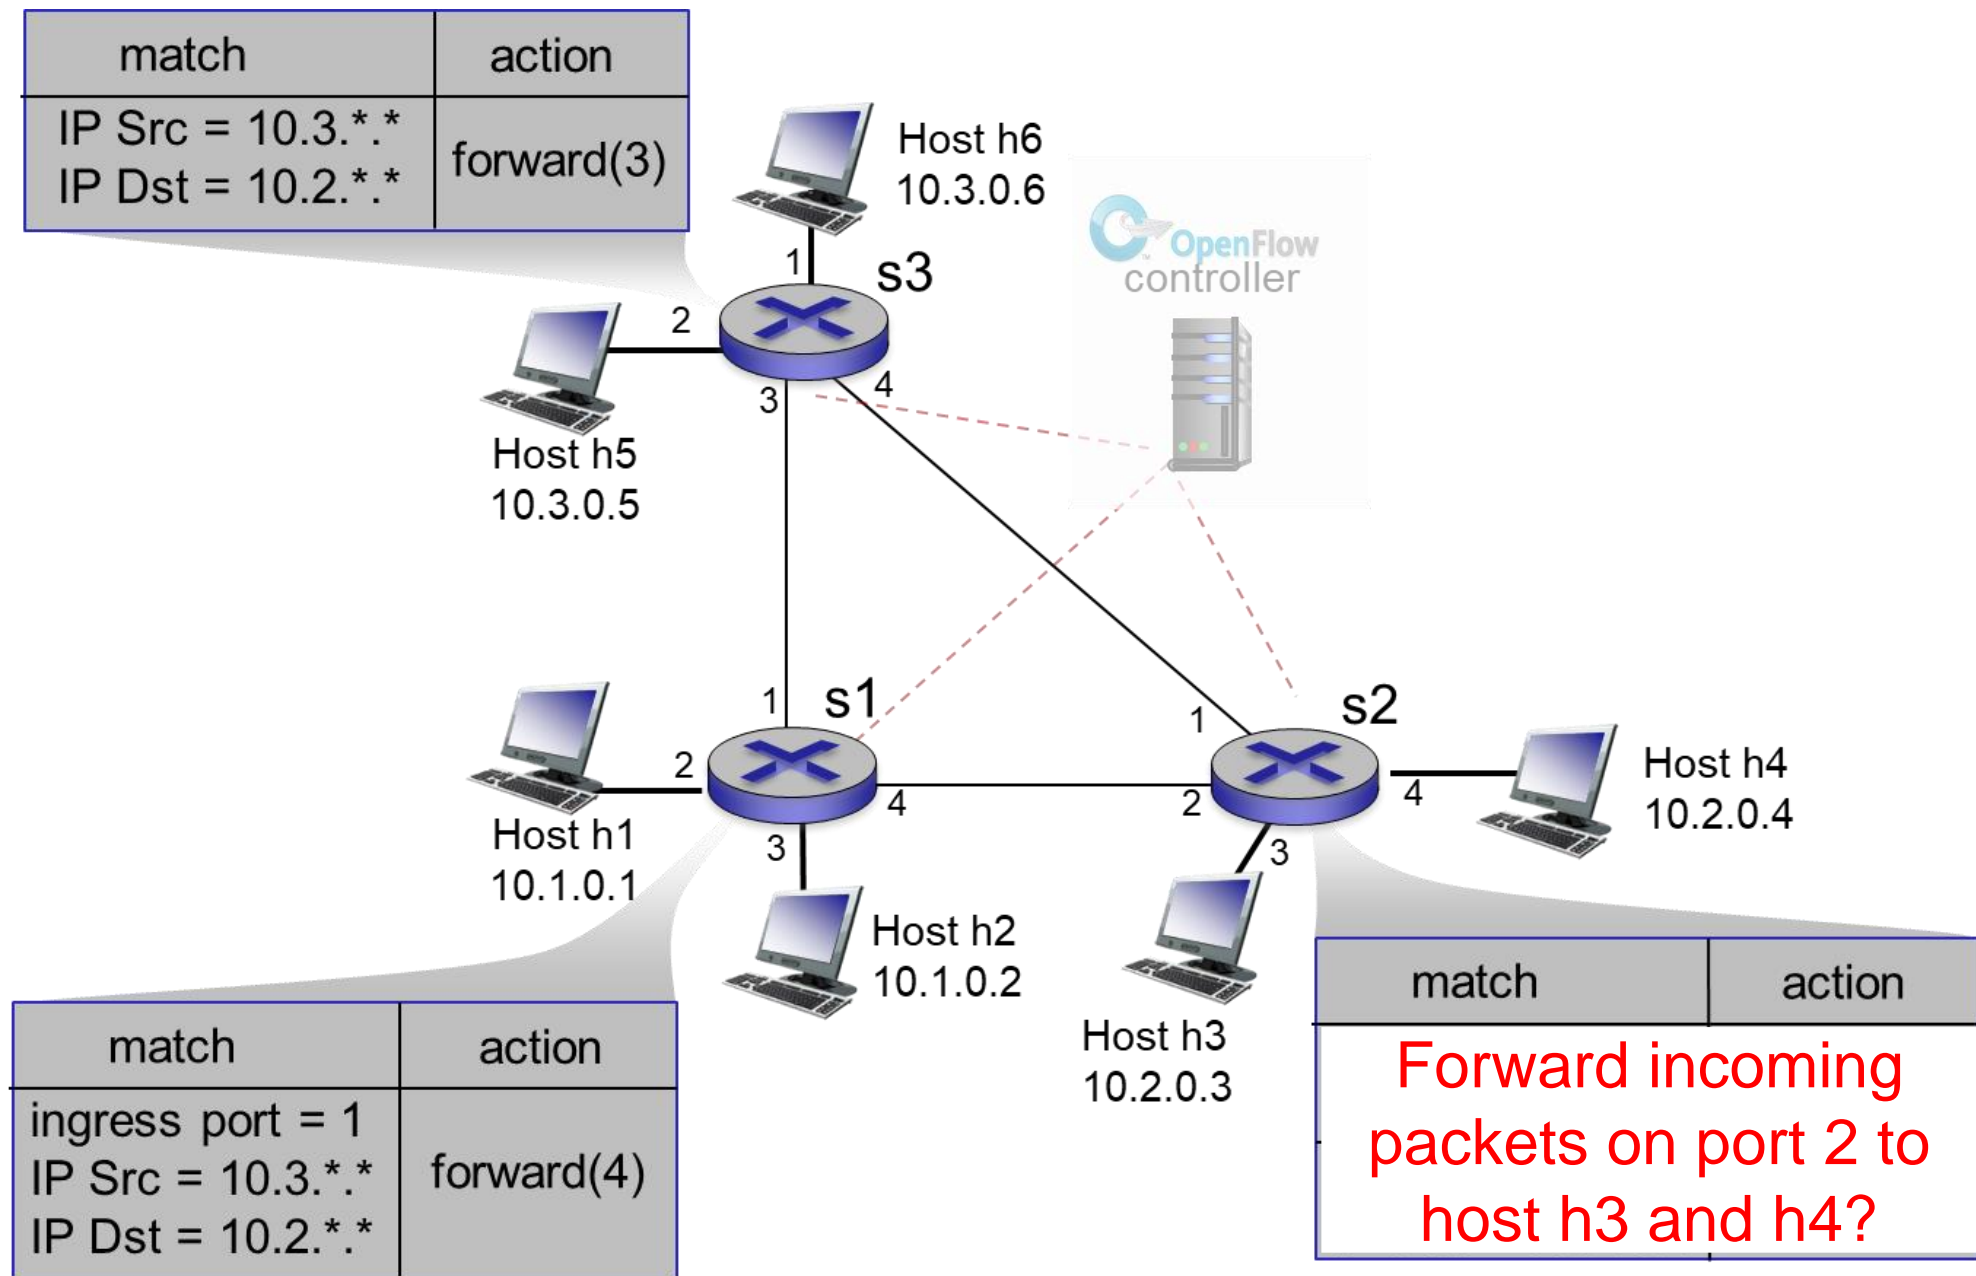 match action
IP Src = 10.3.*.*
IP Dst = 10.2.*.*
forward(3)
Host h6
10.3.0.6
OpenFlow
controller
1
s3
2
3
4
Host h5
10.3.0.5
1
s1
2
4
3
Host h1
10.1.0.1
Host h2
10.1.0.2
1
s2
2
4
3
Host h4
10.2.0.4
Host h3
10.2.0.3
match action
ingress port = 1
IP Src = 10.3.*.*
IP Dst = 10.2.*.*
forward(4)
match action
Forward incoming
packets on port 2 to
host h3 and h4?